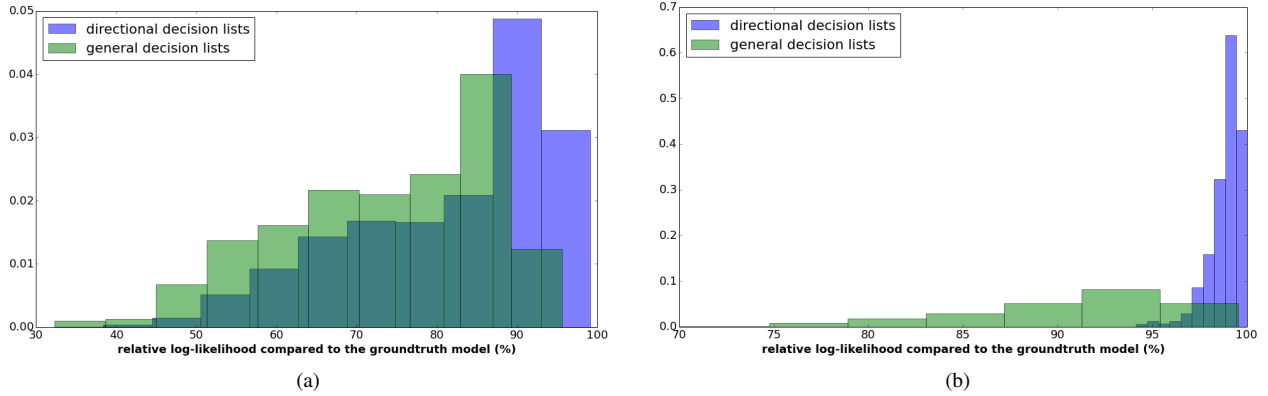 0.05
0.04
0.03
0.02
0.01
0.00
directional decision lists
general decision lists
30 40 50 60 70 80 90 100
relative log-likelihood compared to the groundtruth model (%)
(a)
0.7
0.6
0.5
0.4
0.3
0.2
0.1
0.0
directional decision lists
general decision lists
70 75 80 85 90 95 100
relative log-likelihood compared to the groundtruth model (%)
(b)